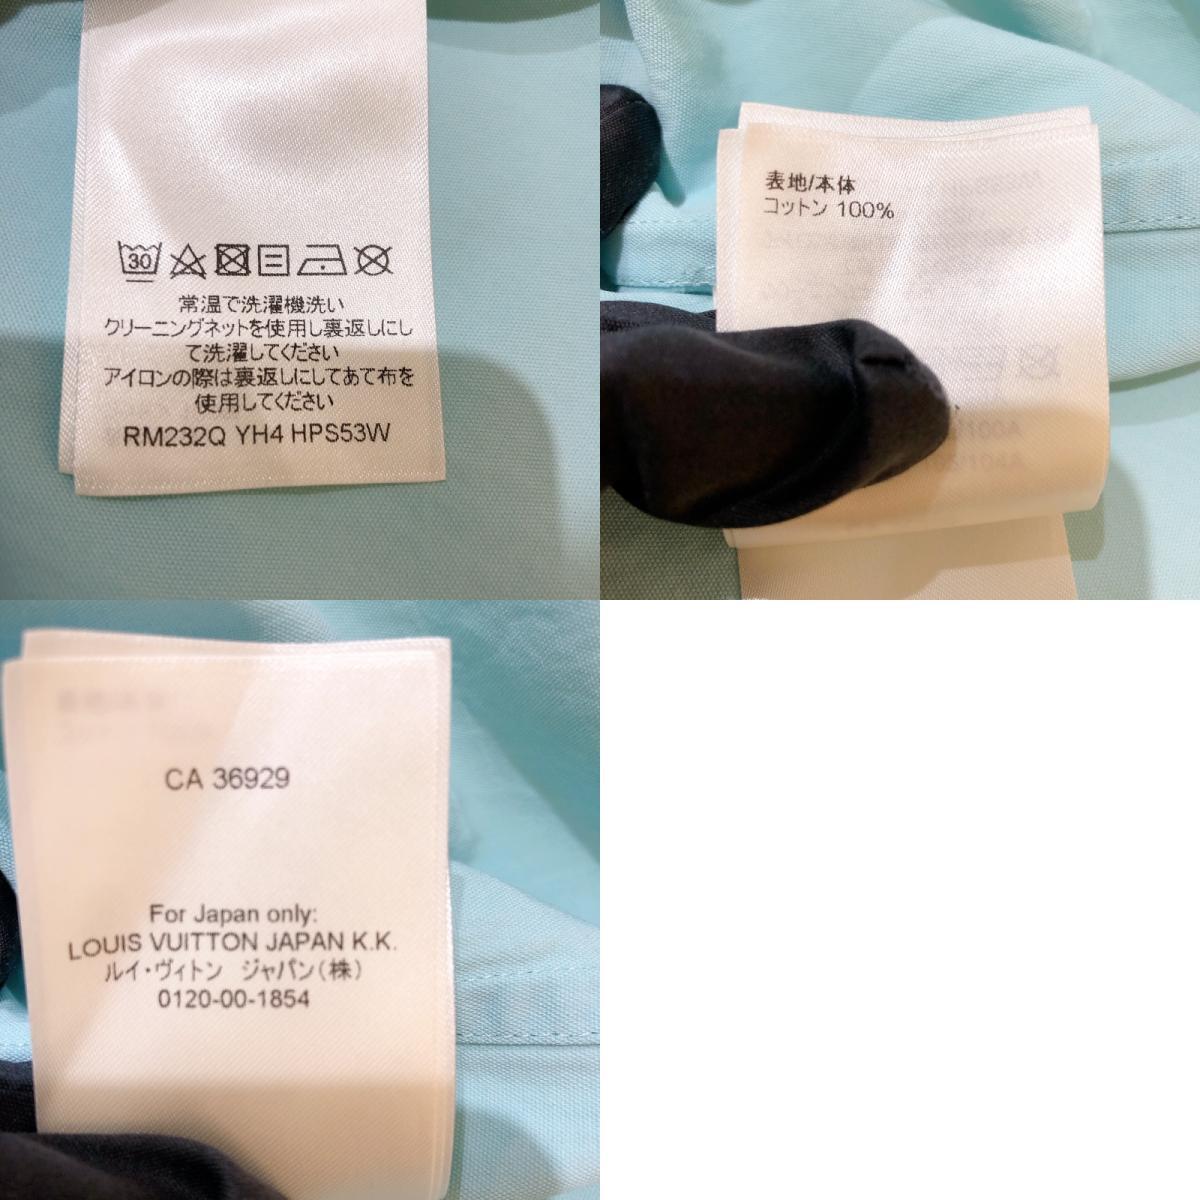 30
常温で洗濯機洗い
クリーニングネットを使用し裏返しにし
て洗濯してください
アイロンの際は裏返しにしてあて布を
使用してください
RM232Q YH4 HPS53W
表地/本体
コットン 100%
CA 36929
For Japan only:
LOUIS VUITTON JAPAN K.K.
ルイ・ヴィトン ジャパン(株)
0120-00-1854